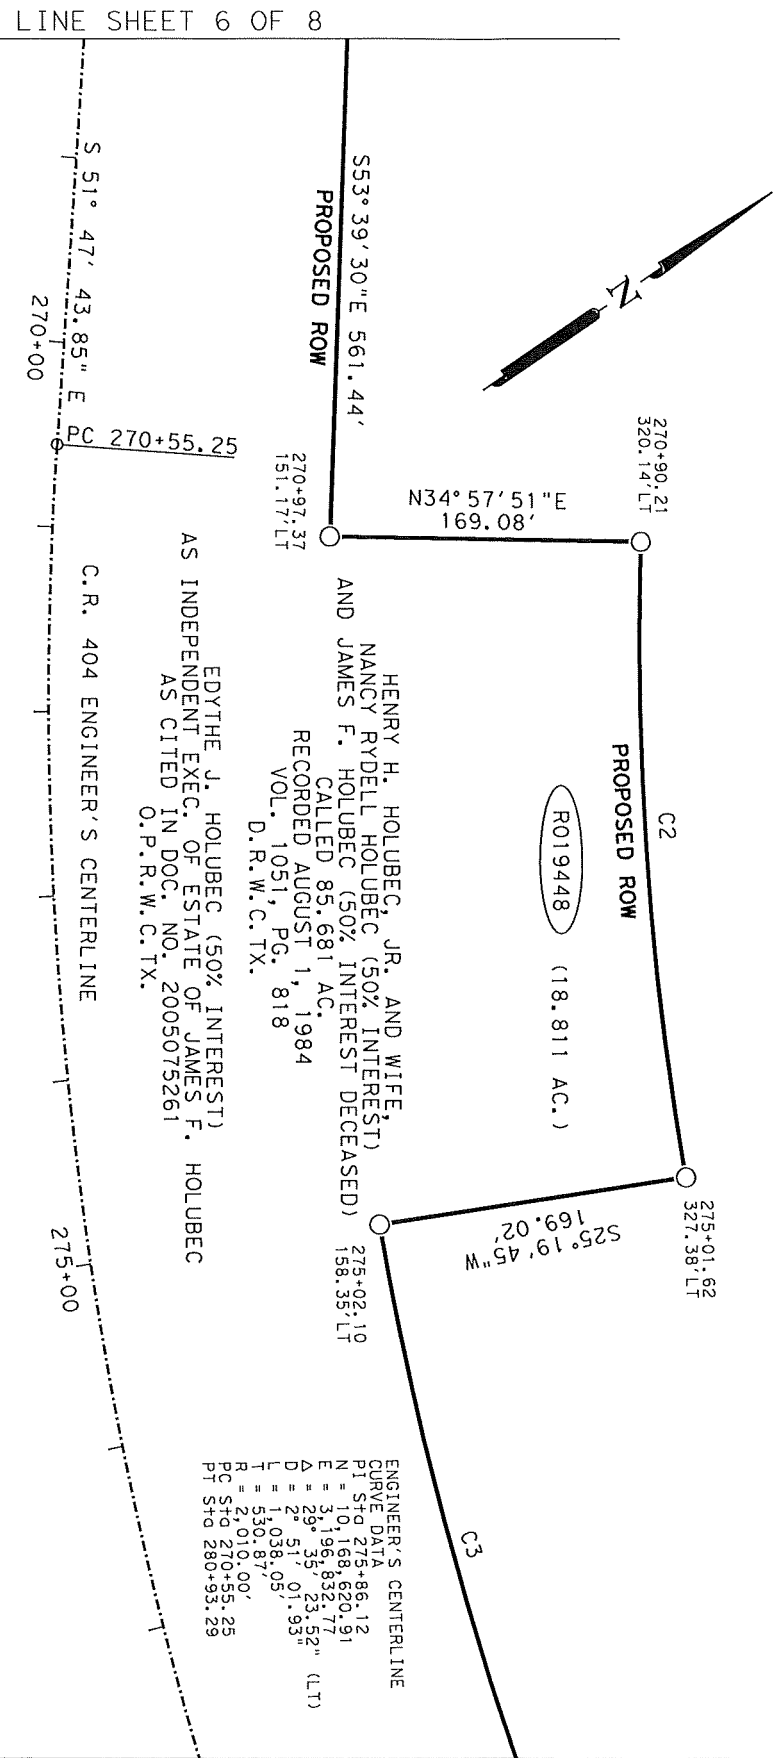 LINE SHEET 6 OF 8
S 51° 47' 43.85" E
270+00
PC 270+55.25
S53°39'30"E 561.44'
PROPOSED ROW
N
270+97.37
151.17'LT
N34°57'51"E
169.08'
270+90.21
320.14'LT
C2
PROPOSED ROW
R019448
(18.811 AC.)
HENRY H. HOLUBEC, JR. AND WIFE,
NANCY RYDELL HOLUBEC (50% INTEREST)
AND JAMES F. HOLUBEC (50% INTEREST DECEASED)
CALLED 85.681 AC.
RECORDED AUGUST 1, 1984
VOL. 1051, PG. 818
D.R.W.C.TX.
EDYTHE J. HOLUBEC (50% INTEREST)
AS INDEPENDENT EXEC. OF ESTATE OF JAMES F. HOLUBEC
AS CITED IN DOC. NO. 2005075261
O.P.R.W.C.TX.
C.R. 404 ENGINEER'S CENTERLINE
275+00
S25°19'45"W
169.02'
275+01.62
327.38'LT
275+02.10
158.35'LT
C3
ENGINEER'S CENTERLINE
CURVE DATA
PI Sta 275+86.12
N = 10,168,620.91
E = 3,196,832.77
Δ = 29° 35' 23.52" (LT)
D = 2° 51' 01.93"
L = 1,038.05'
T = 530.87'
R = 2,010.00'
PC Sta 270+55.25
PT Sta 280+93.29